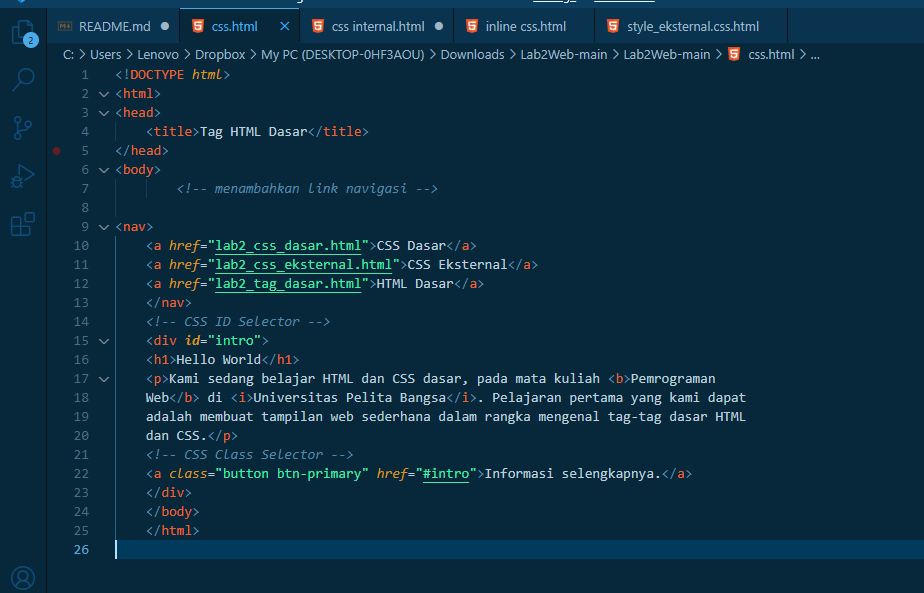 README.md
css.html
css internal.html
inline css.html
style_eksternal.css.html
C: > Users > Lenovo > Dropbox > My PC (DESKTOP-0HF3AOU) > Downloads > Lab2Web-main > Lab2Web-main > css.html > ...
2
1 <!DOCTYPE html>
2 <html>
3 <head>
4 <title>Tag HTML Dasar</title>
5 </head>
6 <body>
7 <!-- menambahkan link navigasi -->
8
9 <nav>
10 <a href="lab2_css_dasar.html">CSS Dasar</a>
11 <a href="lab2_css_eksternal.html">CSS Eksternal</a>
12 <a href="lab2_tag_dasar.html">HTML Dasar</a>
13 </nav>
14 <!-- CSS ID Selector -->
15 <div id="intro">
16 <h1>Hello World</h1>
17 <p>Kami sedang belajar HTML dan CSS dasar, pada mata kuliah <b>Pemrograman
18 Web</b> di <i>Universitas Pelita Bangsa</i>. Pelajaran pertama yang kami dapat
19 adalah membuat tampilan web sederhana dalam rangka mengenal tag-tag dasar HTML
20 dan CSS.</p>
21 <!-- CSS Class Selector -->
22 <a class="button btn-primary" href="#intro">Informasi selengkapnya.</a>
23 </div>
24 </body>
25 </html>
26